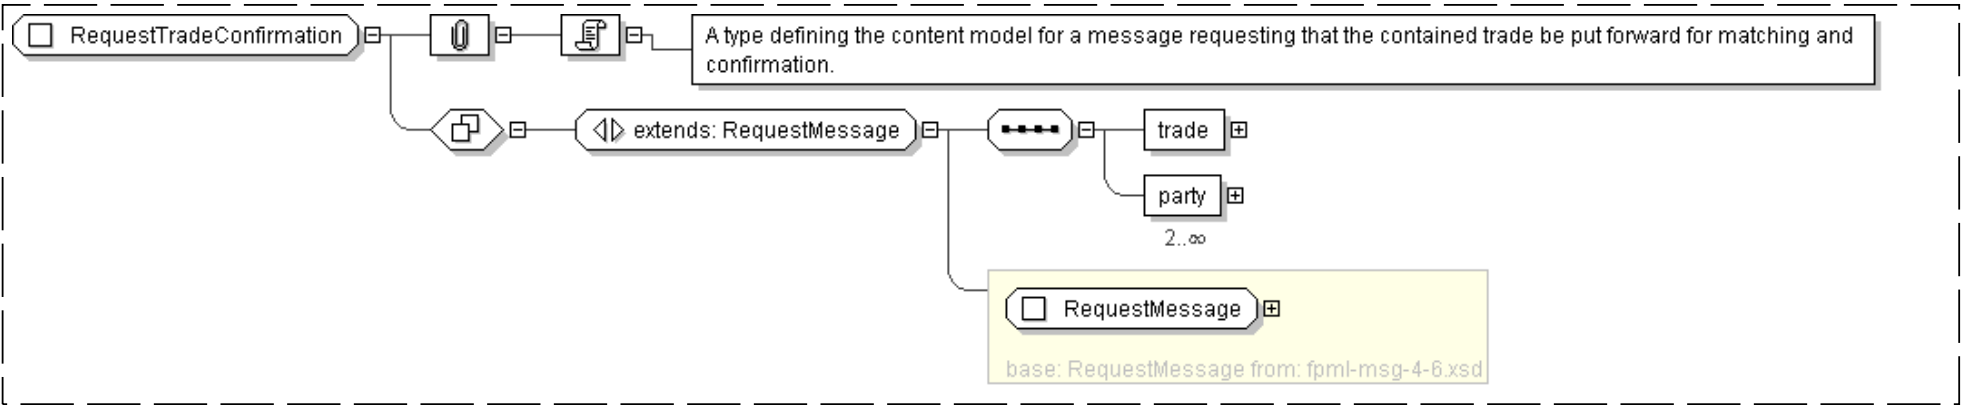 RequestTradeConfirmation
A type defining the content model for a message requesting that the contained trade be put forward for matching and
confirmation.
extends: RequestMessage
trade
party
2..∞
RequestMessage
base: RequestMessage from: fpml-msg-4-6.xsd